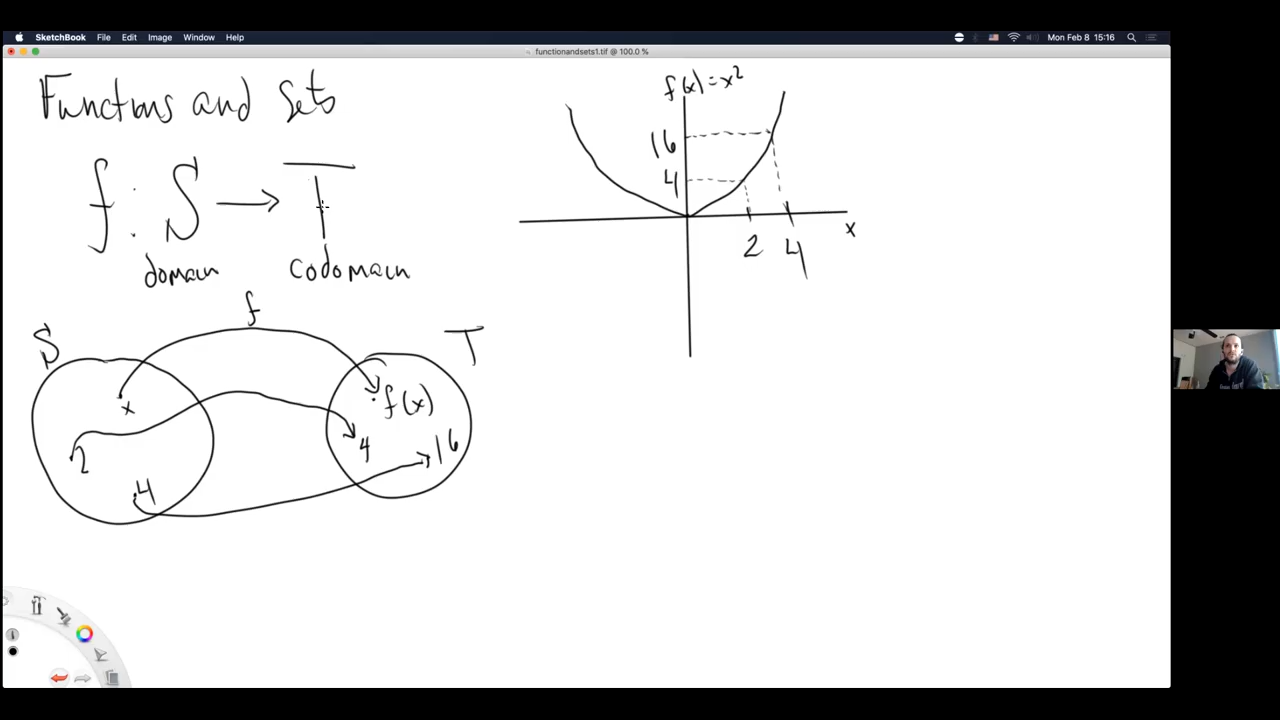 SketchBook File Edit Image Window Help Mon Feb 8 15:16
functionandsets1.tif @ 100.0 %
Functions and Sets
f : S → T
domain codomain
f
S T
x f(x)
2 4
4 16
f(x)=x²
16
4
x
2 4